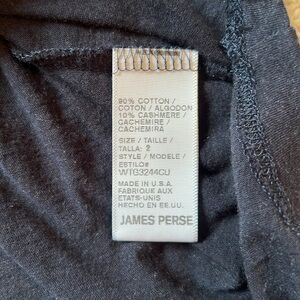 90% COTTON /
COTON / ALGODON
10% CASHMERE /
CACHEMIRE /
CACHEMIRA
SIZE / TAILLE /
TALLA: 2
STYLE / MODELE /
ESTILO#
WTG3244CU
MADE IN U.S.A.
FABRIQUE AUX
ETATS-UNIS
HECHO EN EE.UU.
JAMES PERSE